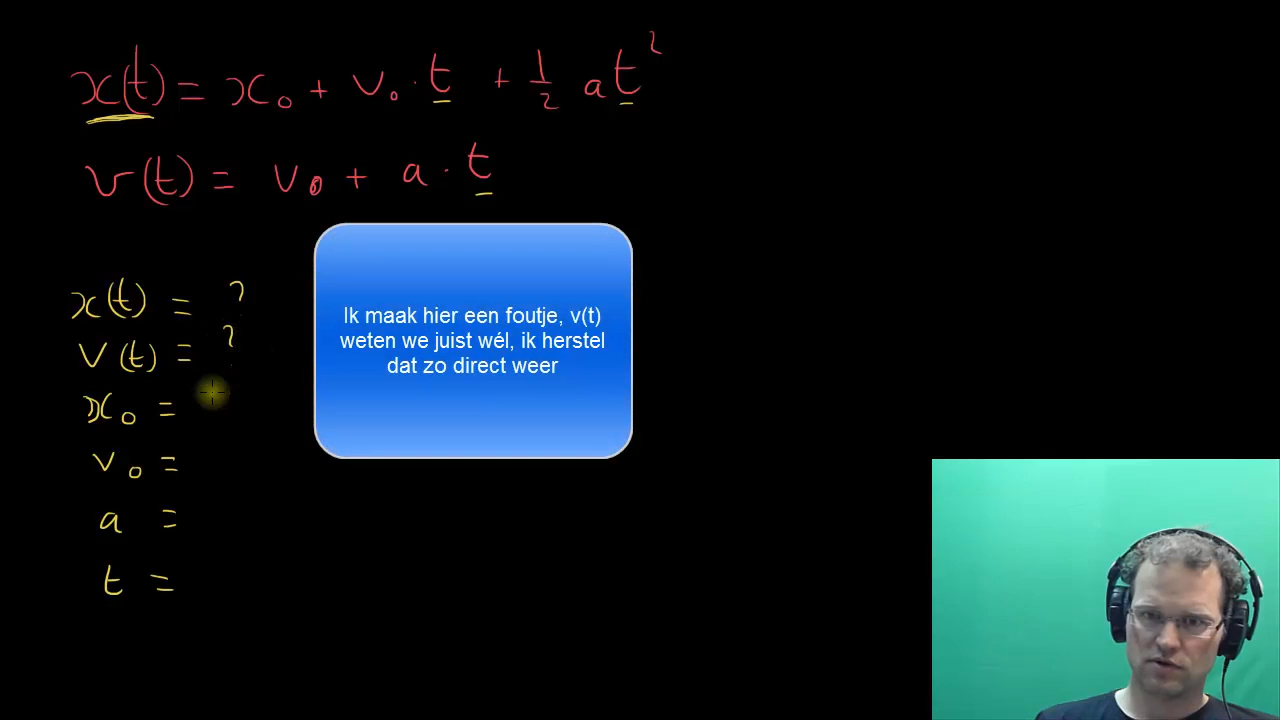 x(t) = x₀ + v₀ · t + ½ at²
v(t) = v₀ + a · t
Ik maak hier een foutje, v(t)
weten we juist wél, ik herstel
dat zo direct weer
x(t) = ?
v(t) = ?
x₀ =
v₀ =
a =
t =